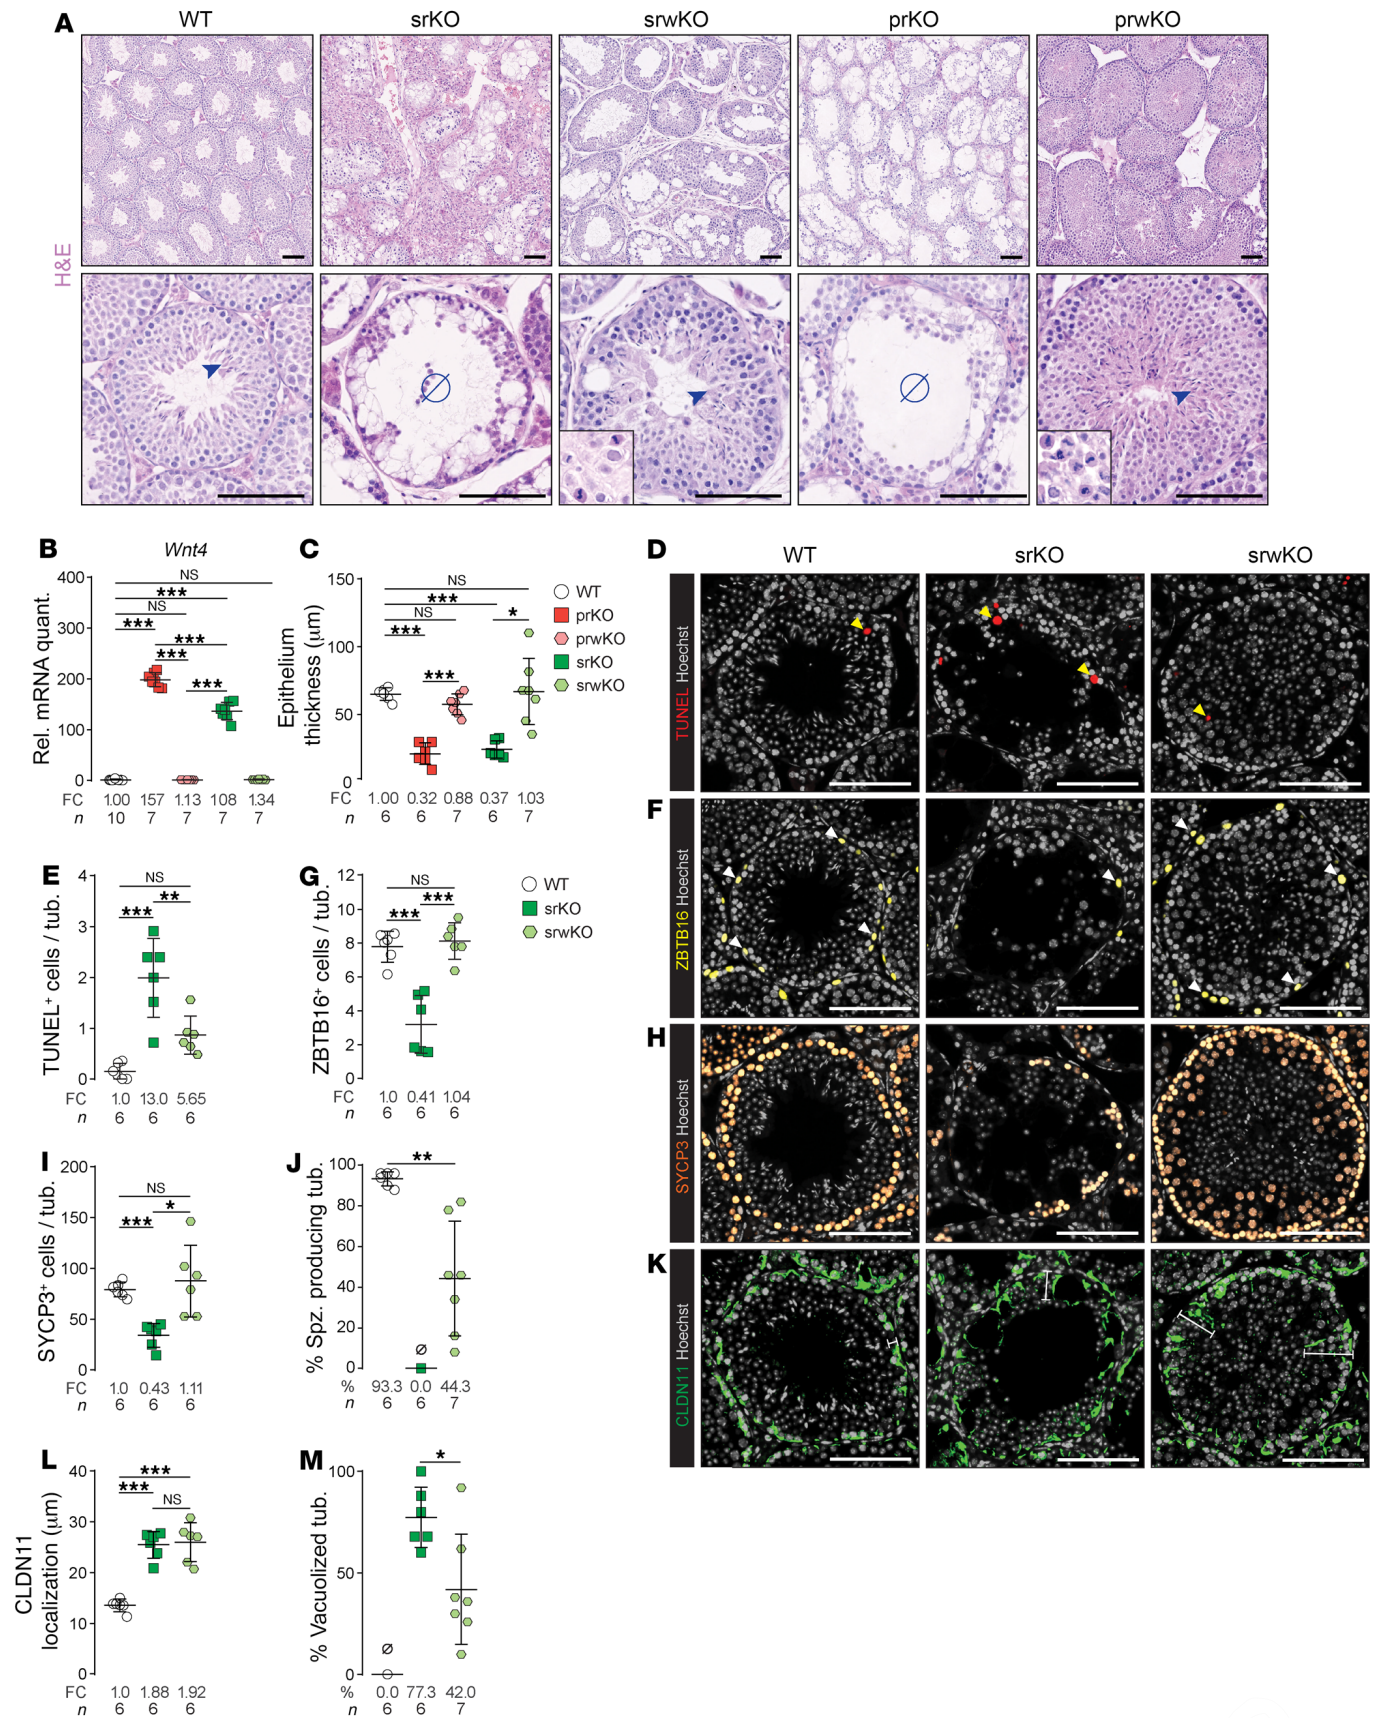 A
WT
srKO
srwKO
prKO
prwKO
H&E
B
Wnt4
Rel. mRNA quant.
400
300
200
100
0
NS
***
NS
***
***
***
***
FC 1.00 157 1.13 108 1.34
n 10 7 7 7 7
C
Epithelium
thickness (μm)
150
100
50
0
NS
***
NS
*
***
***
FC 1.00 0.32 0.88 0.37 1.03
n 6 6 7 6 7
WT
prKO
prwKO
srKO
srwKO
D
WT
srKO
srwKO
TUNEL Hoechst
E
TUNEL+ cells / tub.
4
3
2
1
0
NS
**
***
FC 1.0 13.0 5.65
n 6 6 6
F
ZBTB16 Hoechst
G
ZBTB16+ cells / tub.
12
10
8
6
4
2
0
NS
***
***
FC 1.0 0.41 1.04
n 6 6 6
WT
srKO
srwKO
H
SYCP3 Hoechst
I
SYCP3+ cells / tub.
200
150
100
50
0
NS
*
***
FC 1.0 0.43 1.11
n 6 6 6
J
% Spz. producing tub.
100
80
60
40
20
0
**
Ø
% 93.3 0.0 44.3
n 6 6 7
K
CLDN11 Hoechst
L
CLDN11
localization (μm)
40
30
20
10
0
***
***
NS
FC 1.0 1.88 1.92
n 6 6 6
M
% Vacuolized tub.
100
50
0
*
Ø
% 0.0 77.3 42.0
n 6 6 7